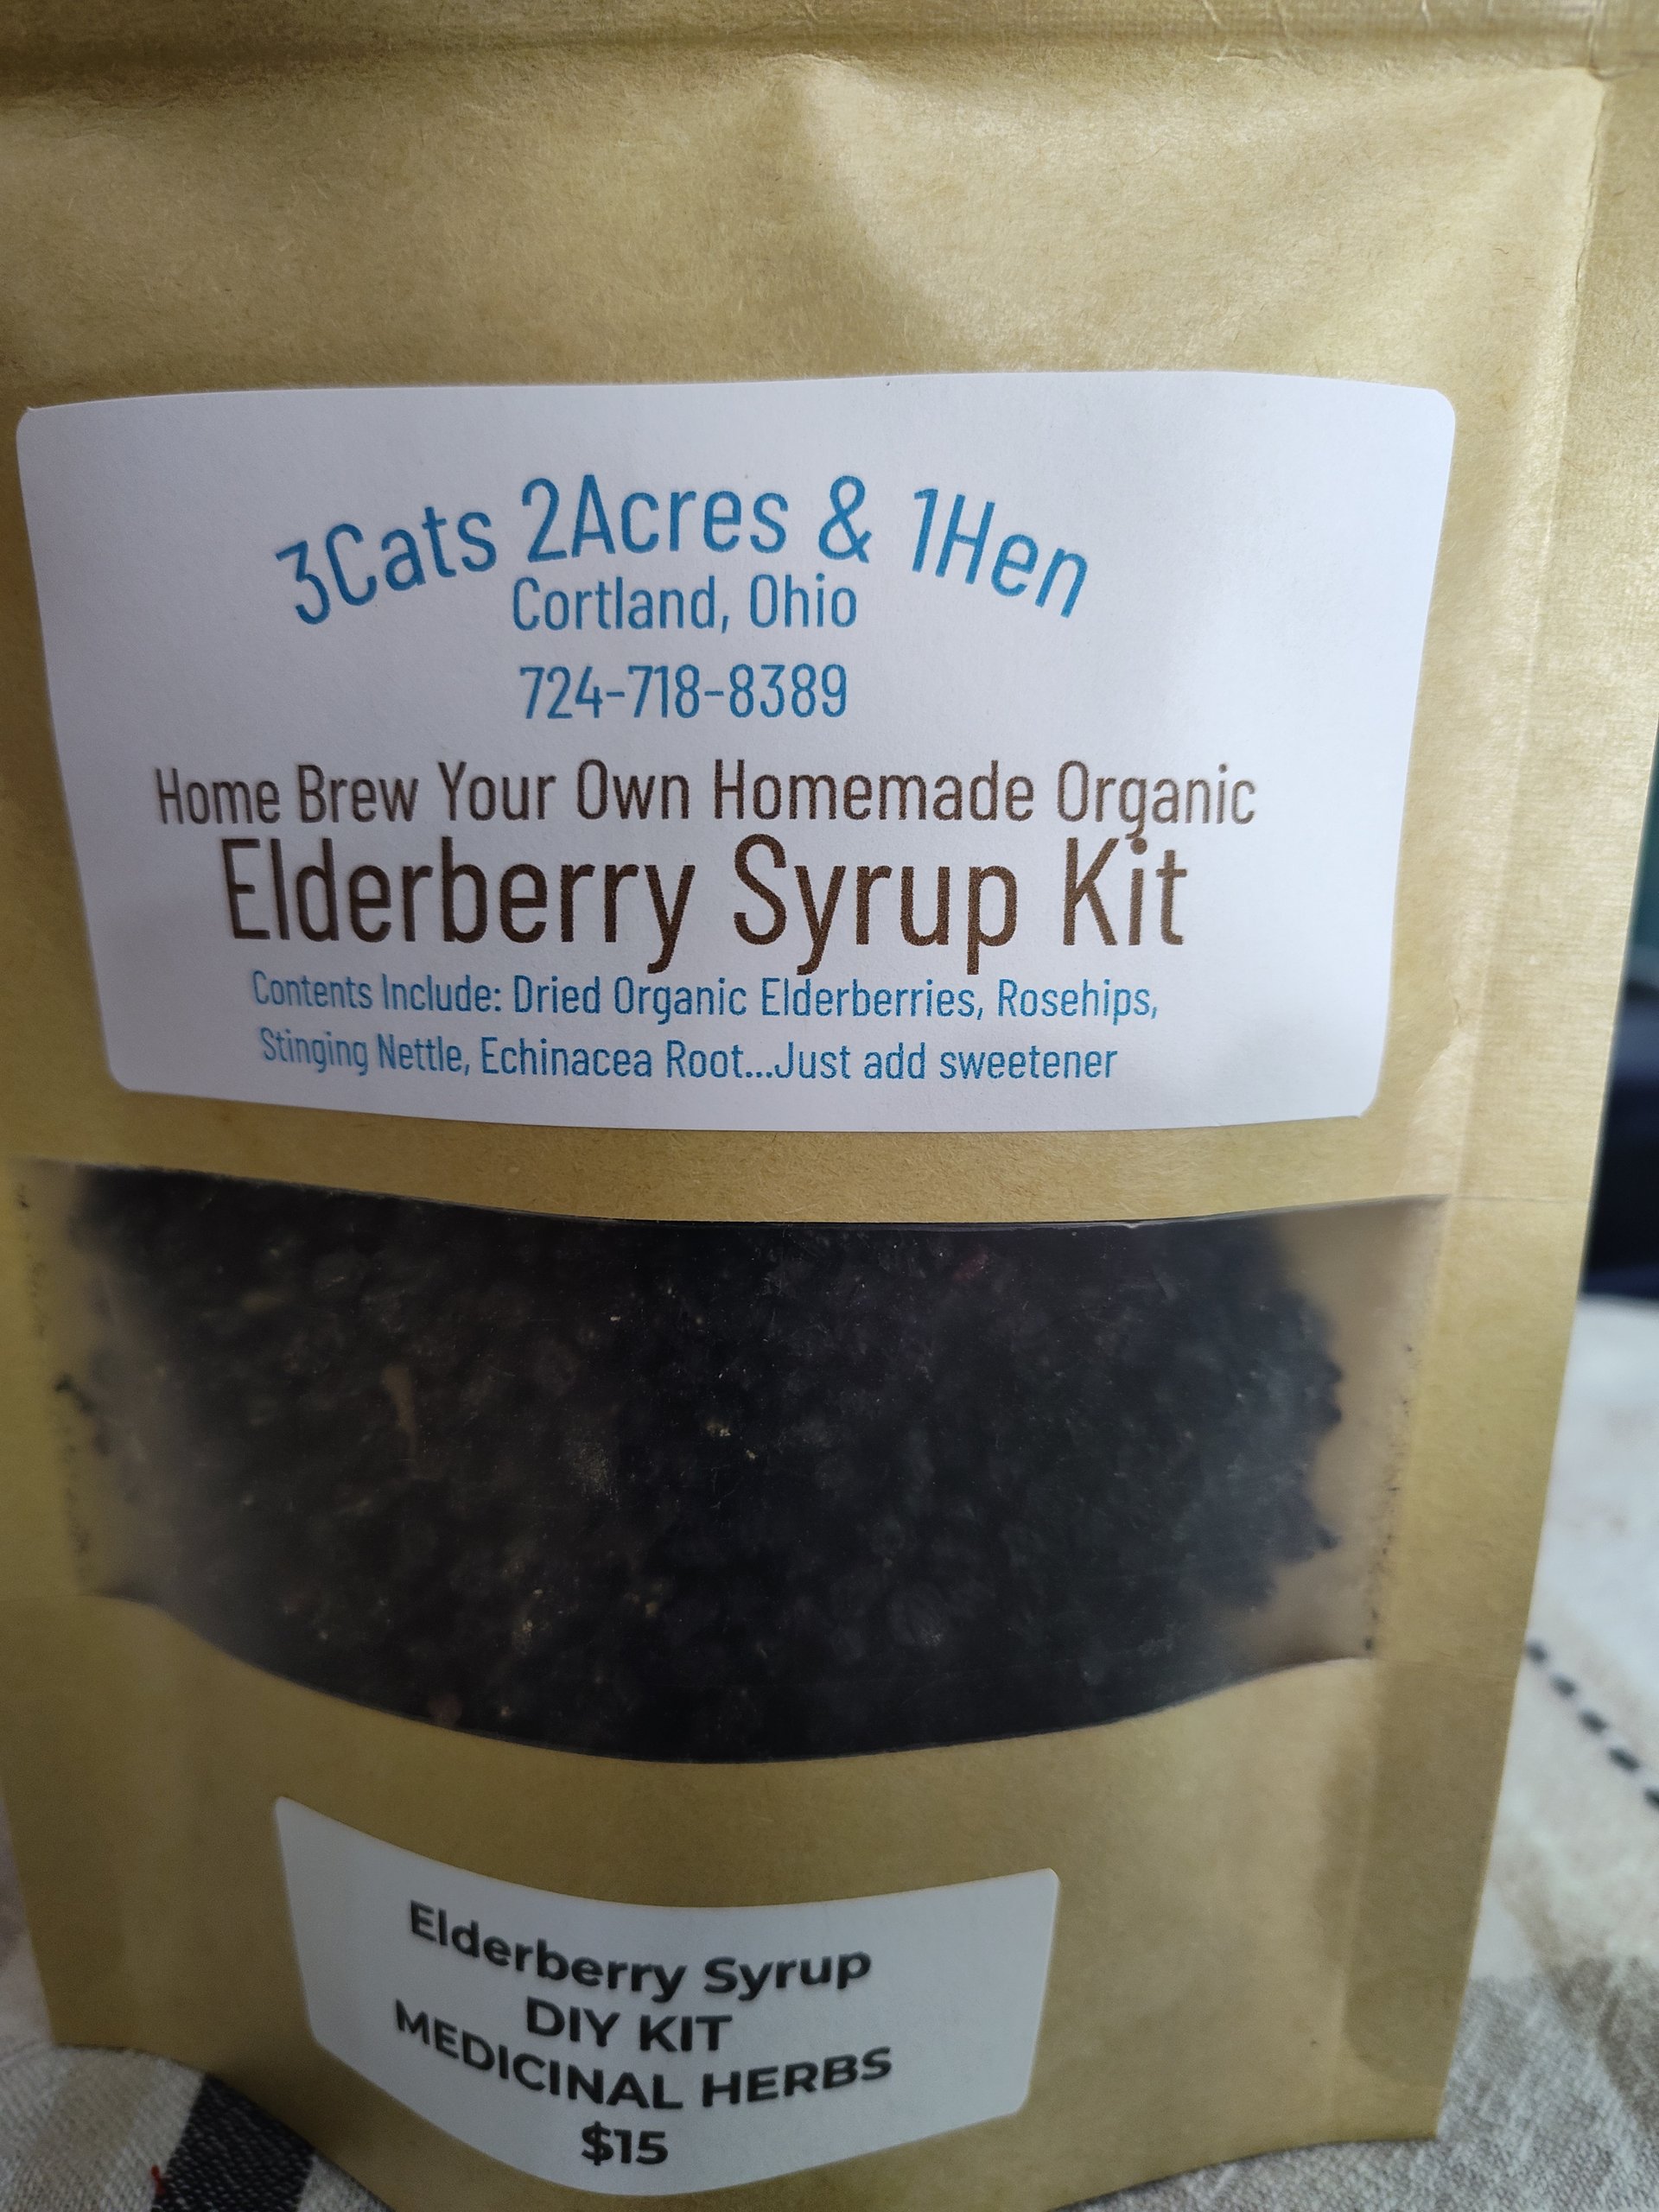 3Cats 2Acres & 1Hen
Cortland, Ohio
724-718-8389
Home Brew Your Own Homemade Organic
Elderberry Syrup Kit
Contents Include: Dried Organic Elderberries, Rosehips,
Stinging Nettle, Echinacea Root...Just add sweetener
Elderberry Syrup
DIY KIT
MEDICINAL HERBS
$15